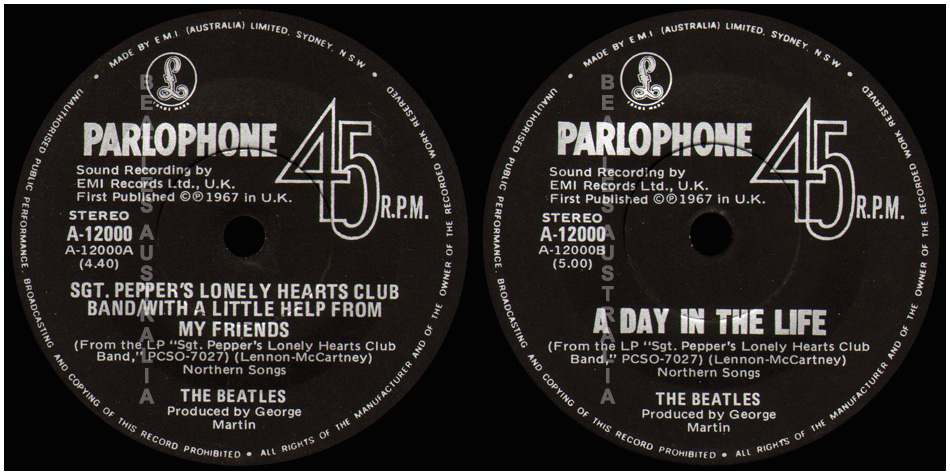 MADE BY E M I (AUSTRALIA) LIMITED, SYDNEY, N S W • UNAUTHORISED PUBLIC PERFORMANCE, BROADCASTING AND COPYING OF THIS RECORD PROHIBITED • ALL RIGHTS OF THE MANUFACTURER AND OF THE OWNER OF THE RECORDED WORK RESERVED •
£
TRADE MARK
PARLOPHONE
45 R.P.M.
Sound Recording by
EMI Records Ltd., U.K.
First Published ©℗1967 in U.K.
STEREO
A-12000
A-12000A
(4.40)
SGT. PEPPER'S LONELY HEARTS CLUB
BAND/WITH A LITTLE HELP FROM
MY FRIENDS
(From the LP "Sgt. Pepper's Lonely Hearts Club
Band," PCSO-7027) (Lennon-McCartney)
Northern Songs
THE BEATLES
Produced by George
Martin
BEATLES AUSTRALIA
MADE BY E M I (AUSTRALIA) LIMITED, SYDNEY, N S W • UNAUTHORISED PUBLIC PERFORMANCE, BROADCASTING AND COPYING OF THIS RECORD PROHIBITED • ALL RIGHTS OF THE MANUFACTURER AND OF THE OWNER OF THE RECORDED WORK RESERVED •
£
TRADE MARK
PARLOPHONE
45 R.P.M.
Sound Recording by
EMI Records Ltd., U.K.
First Published ©℗1967 in U.K.
STEREO
A-12000
A-12000B
(5.00)
A DAY IN THE LIFE
(From the LP "Sgt. Pepper's Lonely Hearts Club
Band," PCSO-7027) (Lennon-McCartney)
Northern Songs
THE BEATLES
Produced by George
Martin
BEATLES AUSTRALIA